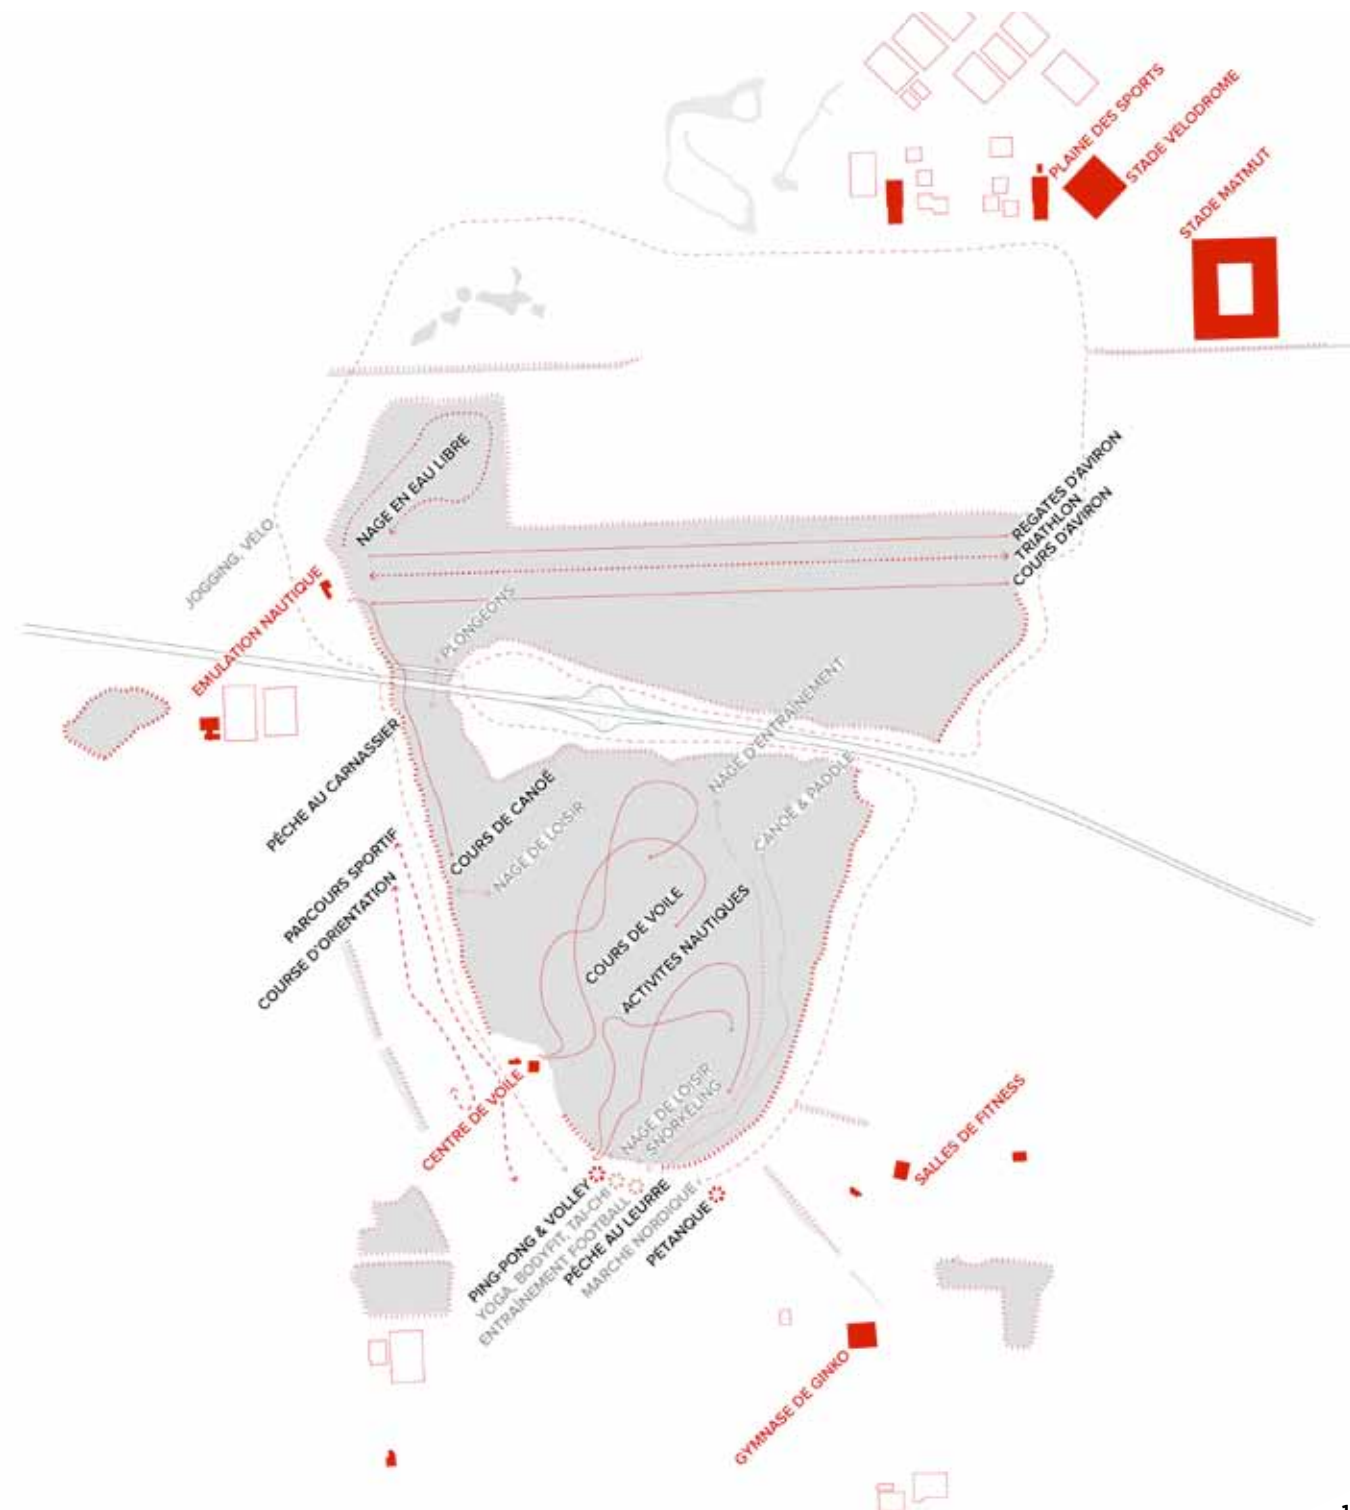 PLAINE DES SPORTS
STADE VÉLODROME
STADE MATMUT
NAGE EN EAU LIBRE
REGATES D'AVIRON
TRIATHLON
COURS D'AVIRON
JOGGING, VÉLO
EMULATION NAUTIQUE
PLONGEONS
NAGE D'ENTRAINEMENT
CANOË & PADDLE
PÊCHE AU CARNASSIER
COURS DE CANOË
NAGE DE LOISIR
PARCOURS SPORTIF
COURSE D'ORIENTATION
COURS DE VOILE
ACTIVITES NAUTIQUES
CENTRE DE VOILE
NAGE DE LOISIR
SNORKELING
SALLES DE FITNESS
PING-PONG & VOLLEY
YOGA, BODYFIT, TAI-CHI
ENTRAÎNEMENT FOOTBALL
PÊCHE AU LEURRE
MARCHE NORDIQUE
PÉTANQUE
GYMNASE DE GINKO